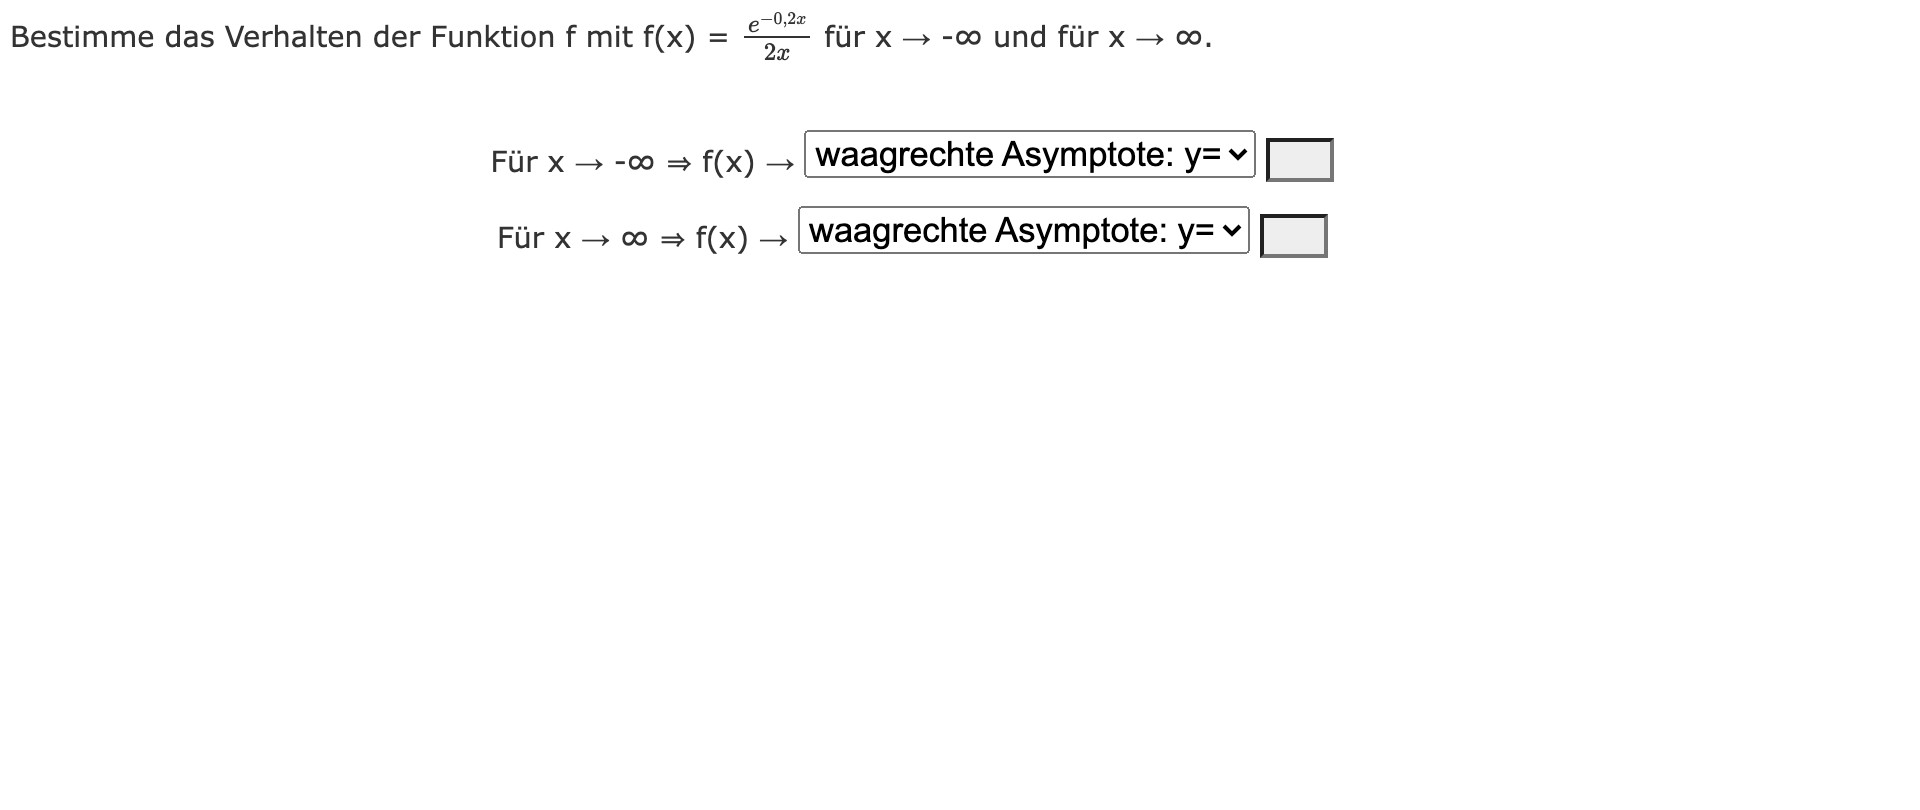 Bestimme das Verhalten der Funktion f mit f(x) = \frac{e^{-0,2x}}{2x} für x → -∞ und für x → ∞.
Für x → -∞ ⇒ f(x) → waagrechte Asymptote: y=
Für x → ∞ ⇒ f(x) → waagrechte Asymptote: y=